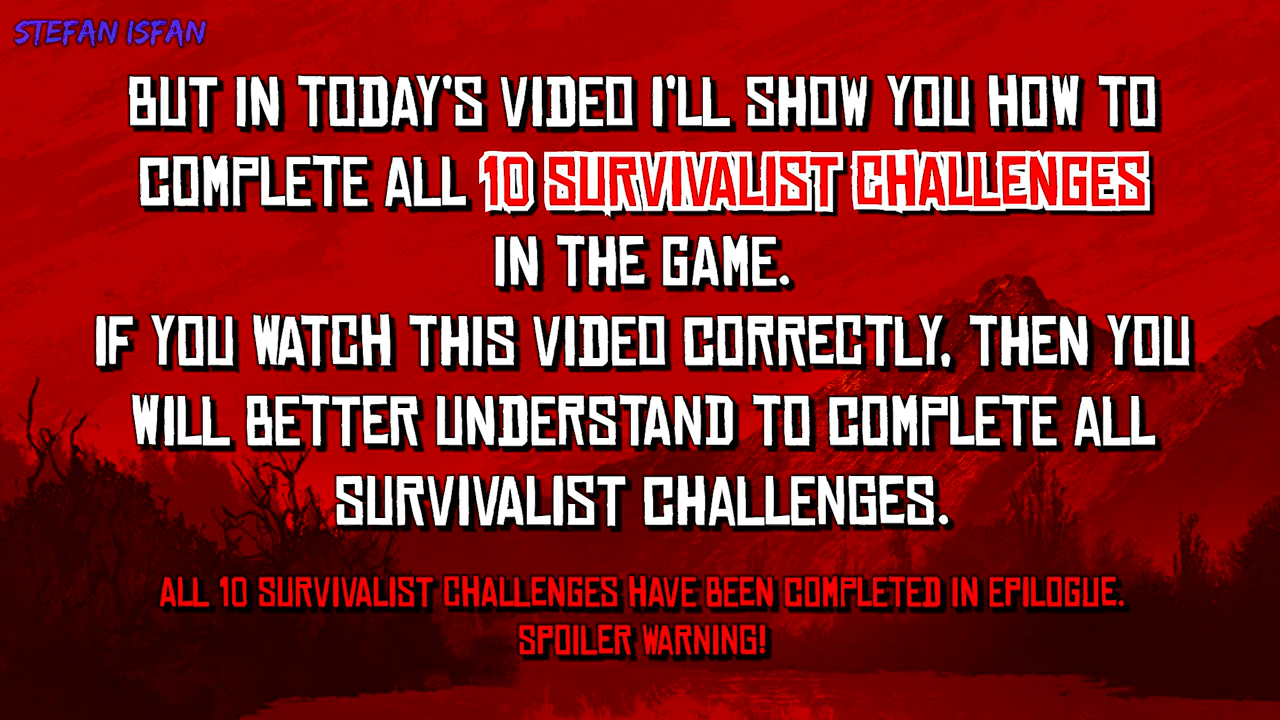 STEFAN ISFAN
BUT IN TODAY'S VIDEO I'LL SHOW YOU HOW TO
COMPLETE ALL 10 SURVIVALIST CHALLENGES
IN THE GAME.
IF YOU WATCH THIS VIDEO CORRECTLY, THEN YOU
WILL BETTER UNDERSTAND TO COMPLETE ALL
SURVIVALIST CHALLENGES.
ALL 10 SURVIVALIST CHALLENGES HAVE BEEN COMPLETED IN EPILOGUE.
SPOILER WARNING!